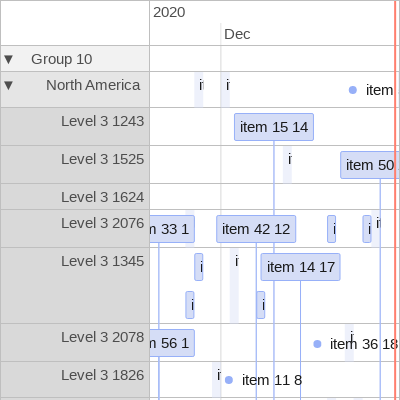 2020
Dec
▼ Group 10
▼ North America
item
Level 3 1243
item 15 14
Level 3 1525
item 50
Level 3 1624
Level 3 2076
33 1
item 42 12
Level 3 1345
item 14 17
Level 3 2078
56 1
item 36 18
Level 3 1826
item 11 8